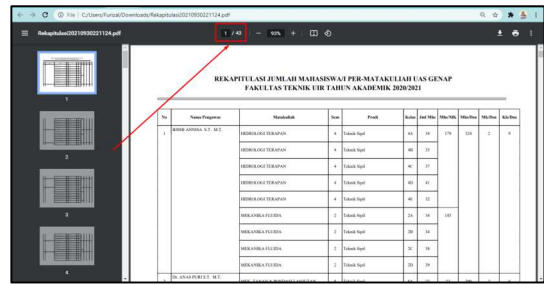 File | C:/Users/Furizal/Downloads/Rekapitulasi20210930221124.pdf
Rekapitulasi20210930221124.pdf
1 / 43 — 93% +
1
2
3
4
REKAPITULASI JUMLAH MAHASISWA/I PER-MATAKULIAH UAS GENAP
FAKULTAS TEKNIK UIR TAHUN AKADEMIK 2020/2021
No Nama Pengawas Matakuliah Sem Prodi Kelas Jml Mhs Mhs/MK Mhs/Dos Mk/Dos Kls/Dos
1 S.T. M.T. HIDROLOGI TERAPAN 4 Teknik Sipil 4A 34 179 324 2 9
HIDROLOGI TERAPAN 4 Teknik Sipil 4B 35
HIDROLOGI TERAPAN 4 Teknik Sipil 4C 37
HIDROLOGI TERAPAN 4 Teknik Sipil 4D 41
HIDROLOGI TERAPAN 4 Teknik Sipil 4E 32
MEKANIKA FLUIDA 2 Teknik Sipil 2A 34 145
MEKANIKA FLUIDA 2 Teknik Sipil 2B 34
MEKANIKA FLUIDA 2 Teknik Sipil 2C 38
MEKANIKA FLUIDA 2 Teknik Sipil 2D 39
Dr. ANAS PURI S.T. M.T.